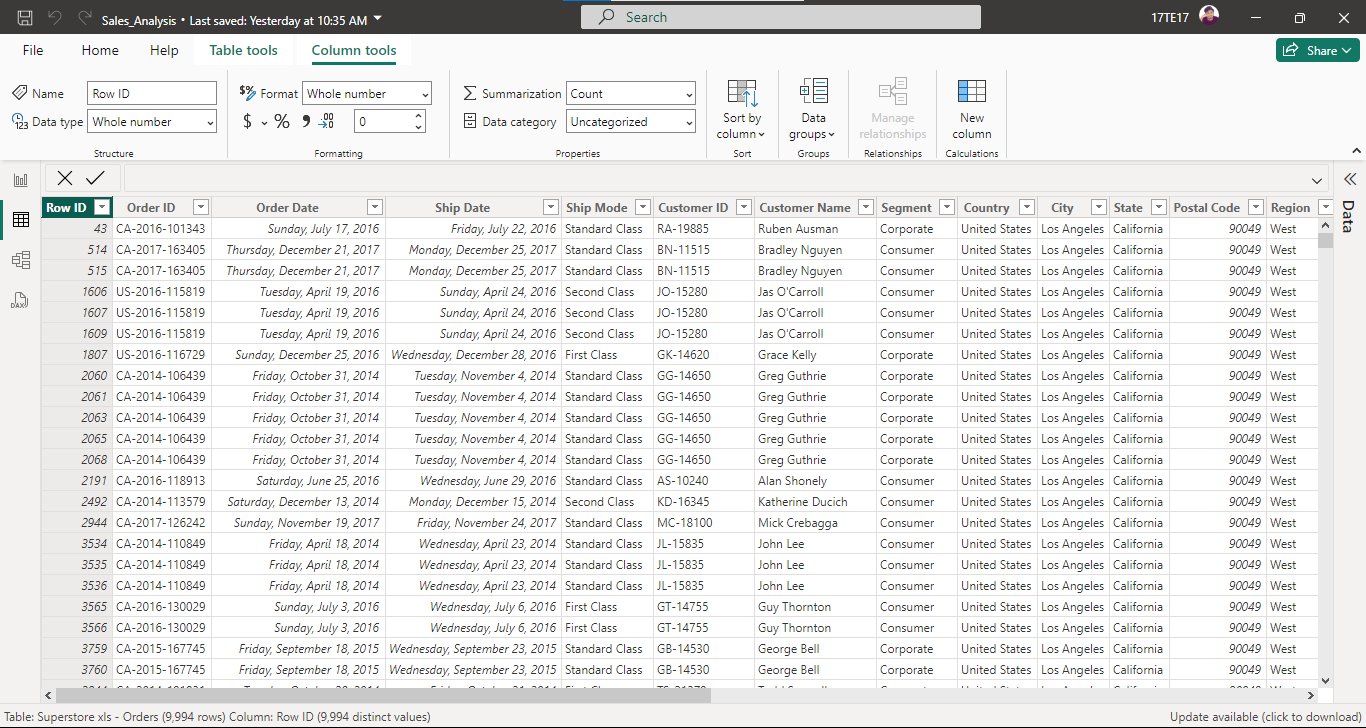 Sales_Analysis • Last saved: Yesterday at 10:35 AM
Search
17TE17
File Home Help Table tools Column tools
Share
Name Row ID
Data type Whole number
Structure
$% Format Whole number
$ % 9 .00 0
Formatting
Σ Summarization Count
Data category Uncategorized
Properties
Sort by
column
Sort
Data
groups
Groups
Manage
relationships
Relationships
New
column
Calculations
Data
Row ID Order ID Order Date Ship Date Ship Mode Customer ID Customer Name Segment Country City State Postal Code Region
43 CA-2016-101343 Sunday, July 17, 2016 Friday, July 22, 2016 Standard Class RA-19885 Ruben Ausman Corporate United States Los Angeles California 90049 West
514 CA-2017-163405 Thursday, December 21, 2017 Monday, December 25, 2017 Standard Class BN-11515 Bradley Nguyen Consumer United States Los Angeles California 90049 West
515 CA-2017-163405 Thursday, December 21, 2017 Monday, December 25, 2017 Standard Class BN-11515 Bradley Nguyen Consumer United States Los Angeles California 90049 West
1606 US-2016-115819 Tuesday, April 19, 2016 Sunday, April 24, 2016 Second Class JO-15280 Jas O'Carroll Consumer United States Los Angeles California 90049 West
1607 US-2016-115819 Tuesday, April 19, 2016 Sunday, April 24, 2016 Second Class JO-15280 Jas O'Carroll Consumer United States Los Angeles California 90049 West
1609 US-2016-115819 Tuesday, April 19, 2016 Sunday, April 24, 2016 Second Class JO-15280 Jas O'Carroll Consumer United States Los Angeles California 90049 West
1807 US-2016-116729 Sunday, December 25, 2016 Wednesday, December 28, 2016 First Class GK-14620 Grace Kelly Corporate United States Los Angeles California 90049 West
2060 CA-2014-106439 Friday, October 31, 2014 Tuesday, November 4, 2014 Standard Class GG-14650 Greg Guthrie Corporate United States Los Angeles California 90049 West
2061 CA-2014-106439 Friday, October 31, 2014 Tuesday, November 4, 2014 Standard Class GG-14650 Greg Guthrie Corporate United States Los Angeles California 90049 West
2063 CA-2014-106439 Friday, October 31, 2014 Tuesday, November 4, 2014 Standard Class GG-14650 Greg Guthrie Corporate United States Los Angeles California 90049 West
2065 CA-2014-106439 Friday, October 31, 2014 Tuesday, November 4, 2014 Standard Class GG-14650 Greg Guthrie Corporate United States Los Angeles California 90049 West
2068 CA-2014-106439 Friday, October 31, 2014 Tuesday, November 4, 2014 Standard Class GG-14650 Greg Guthrie Corporate United States Los Angeles California 90049 West
2191 CA-2016-118913 Saturday, June 25, 2016 Wednesday, June 29, 2016 Standard Class AS-10240 Alan Shonely Consumer United States Los Angeles California 90049 West
2492 CA-2014-113579 Saturday, December 13, 2014 Monday, December 15, 2014 Second Class KD-16345 Katherine Ducich Consumer United States Los Angeles California 90049 West
2944 CA-2017-126242 Sunday, November 19, 2017 Friday, November 24, 2017 Standard Class MC-18100 Mick Crebagga Consumer United States Los Angeles California 90049 West
3534 CA-2014-110849 Friday, April 18, 2014 Wednesday, April 23, 2014 Standard Class JL-15835 John Lee Consumer United States Los Angeles California 90049 West
3535 CA-2014-110849 Friday, April 18, 2014 Wednesday, April 23, 2014 Standard Class JL-15835 John Lee Consumer United States Los Angeles California 90049 West
3536 CA-2014-110849 Friday, April 18, 2014 Wednesday, April 23, 2014 Standard Class JL-15835 John Lee Consumer United States Los Angeles California 90049 West
3565 CA-2016-130029 Sunday, July 3, 2016 Wednesday, July 6, 2016 First Class GT-14755 Guy Thornton Consumer United States Los Angeles California 90049 West
3566 CA-2016-130029 Sunday, July 3, 2016 Wednesday, July 6, 2016 First Class GT-14755 Guy Thornton Consumer United States Los Angeles California 90049 West
3759 CA-2015-167745 Friday, September 18, 2015 Wednesday, September 23, 2015 Standard Class GB-14530 George Bell Corporate United States Los Angeles California 90049 West
3760 CA-2015-167745 Friday, September 18, 2015 Wednesday, September 23, 2015 Standard Class GB-14530 George Bell Corporate United States Los Angeles California 90049 West
Table: Superstore xls - Orders (9,994 rows) Column: Row ID (9,994 distinct values)
Update available (click to download)